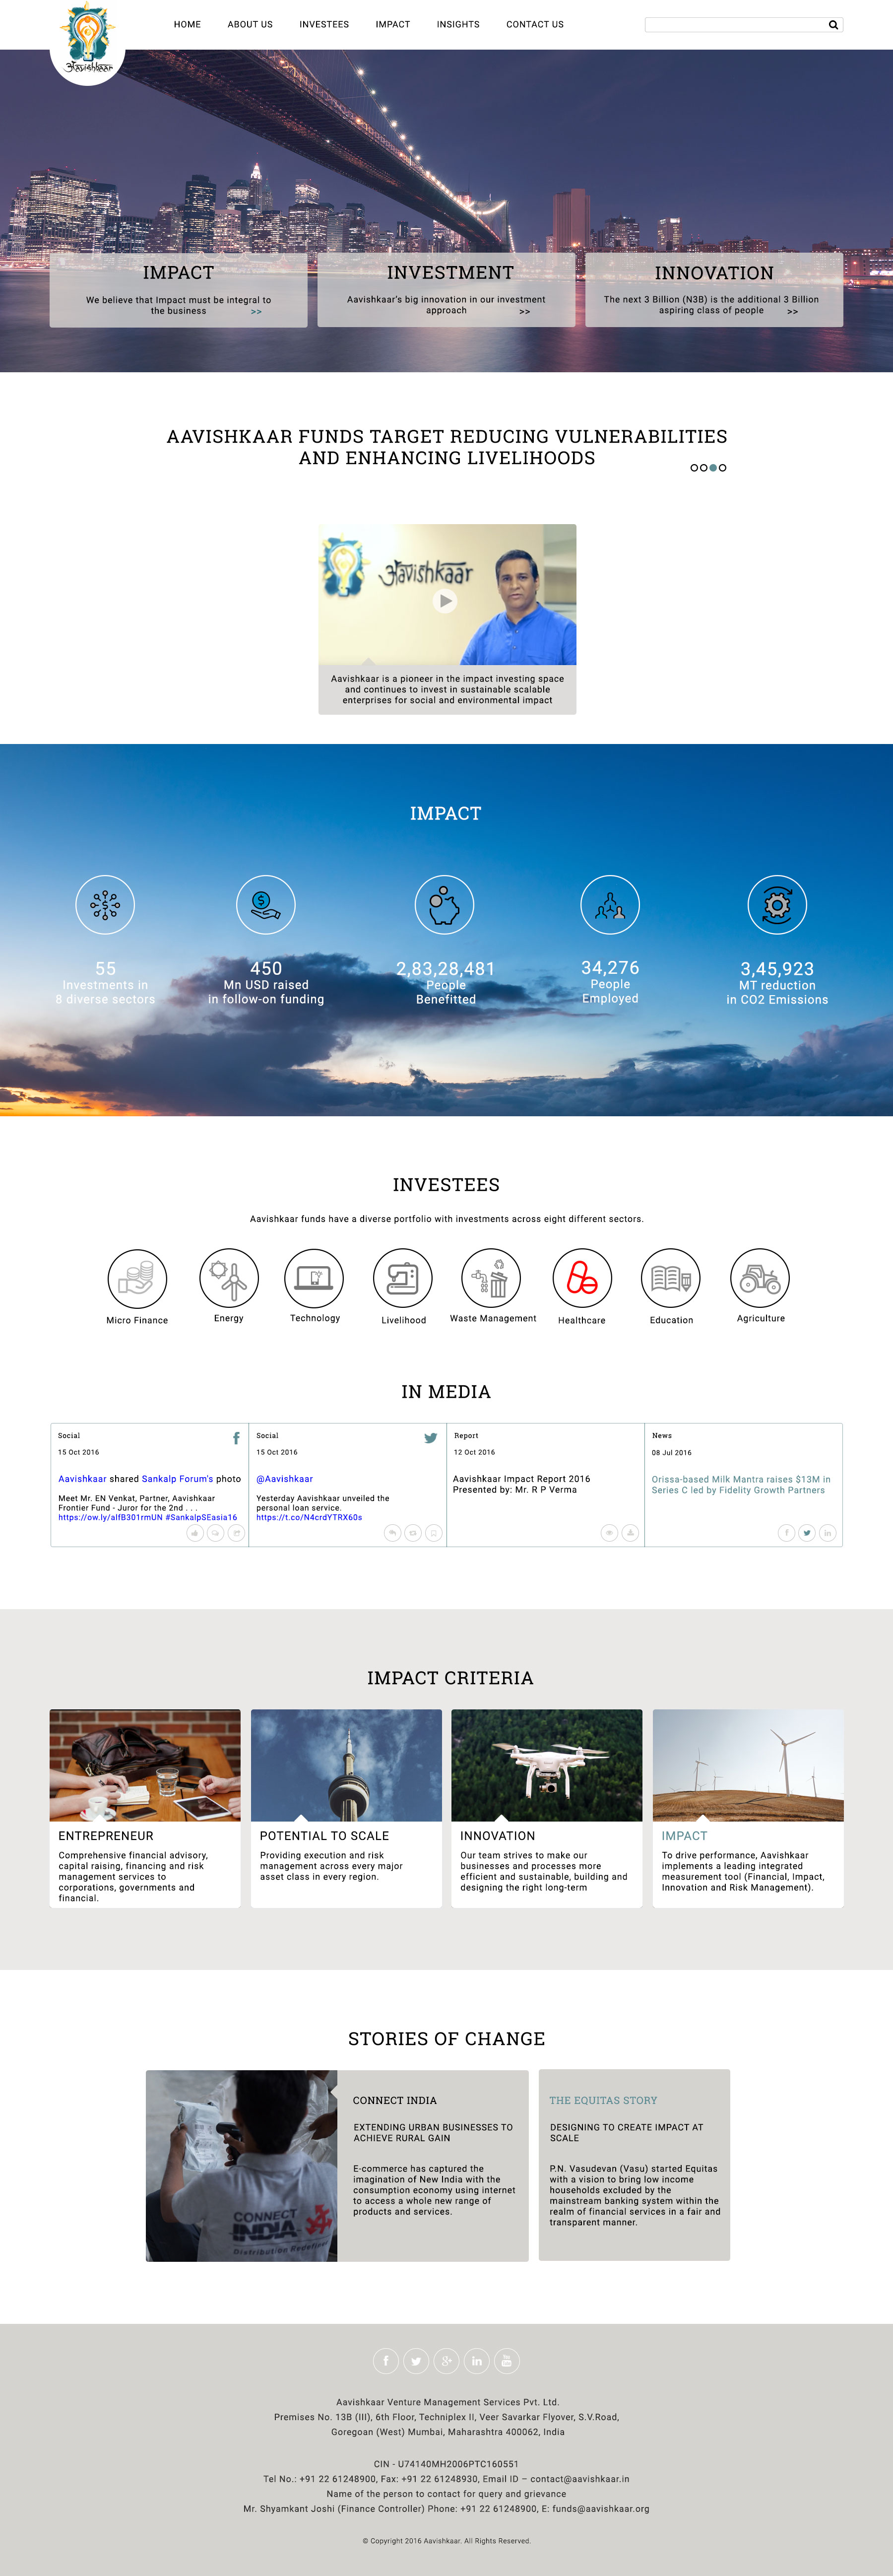 आविष्कार
HOME ABOUT US INVESTEES IMPACT INSIGHTS CONTACT US
IMPACT
We believe that Impact must be integral to
the business >>
INVESTMENT
Aavishkaar's big innovation in our investment
approach >>
INNOVATION
The next 3 Billion (N3B) is the additional 3 Billion
aspiring class of people >>
AAVISHKAAR FUNDS TARGET REDUCING VULNERABILITIES
AND ENHANCING LIVELIHOODS
Aavishkaar is a pioneer in the impact investing space
and continues to invest in sustainable scalable
enterprises for social and environmental impact
IMPACT
55
Investments in
8 diverse sectors
450
Mn USD raised
in follow-on funding
2,83,28,481
People
Benefitted
34,276
People
Employed
3,45,923
MT reduction
in CO2 Emissions
INVESTEES
Aavishkaar funds have a diverse portfolio with investments across eight different sectors.
Micro Finance
Energy
Technology
Livelihood
Waste Management
Healthcare
Education
Agriculture
IN MEDIA
Social
15 Oct 2016
Aavishkaar shared Sankalp Forum's photo
Meet Mr. EN Venkat, Partner, Aavishkaar
Frontier Fund - Juror for the 2nd . . .
https://ow.ly/alfB301rmUN #SankalpSEasia16
Social
15 Oct 2016
@Aavishkaar
Yesterday Aavishkaar unveiled the
personal loan service.
https://t.co/N4crdYTRX60s
Report
12 Oct 2016
Aavishkaar Impact Report 2016
Presented by: Mr. R P Verma
News
08 Jul 2016
Orissa-based Milk Mantra raises $13M in
Series C led by Fidelity Growth Partners
IMPACT CRITERIA
ENTREPRENEUR
Comprehensive financial advisory,
capital raising, financing and risk
management services to
corporations, governments and
financial.
POTENTIAL TO SCALE
Providing execution and risk
management across every major
asset class in every region.
INNOVATION
Our team strives to make our
businesses and processes more
efficient and sustainable, building and
designing the right long-term
IMPACT
To drive performance, Aavishkaar
implements a leading integrated
measurement tool (Financial, Impact,
Innovation and Risk Management).
STORIES OF CHANGE
CONNECT
INDIA
Distribution Redefined
CONNECT INDIA
EXTENDING URBAN BUSINESSES TO
ACHIEVE RURAL GAIN
E-commerce has captured the
imagination of New India with the
consumption economy using internet
to access a whole new range of
products and services.
THE EQUITAS STORY
DESIGNING TO CREATE IMPACT AT
SCALE
P.N. Vasudevan (Vasu) started Equitas
with a vision to bring low income
households excluded by the
mainstream banking system within the
realm of financial services in a fair and
transparent manner.
Aavishkaar Venture Management Services Pvt. Ltd.
Premises No. 13B (III), 6th Floor, Techniplex II, Veer Savarkar Flyover, S.V.Road,
Goregoan (West) Mumbai, Maharashtra 400062, India
CIN - U74140MH2006PTC160551
Tel No.: +91 22 61248900, Fax: +91 22 61248930, Email ID – contact@aavishkaar.in
Name of the person to contact for query and grievance
Mr. Shyamkant Joshi (Finance Controller) Phone: +91 22 61248900, E: funds@aavishkaar.org
© Copyright 2016 Aavishkaar. All Rights Reserved.